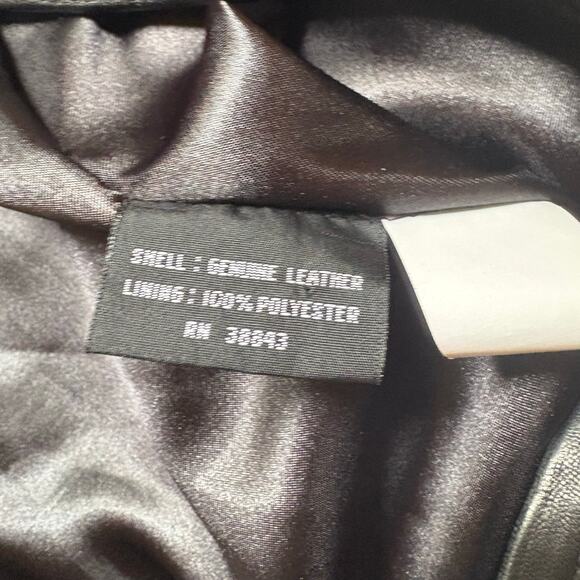 SHELL : GENUINE LEATHER
LINING : 100% POLYESTER
RN 38843